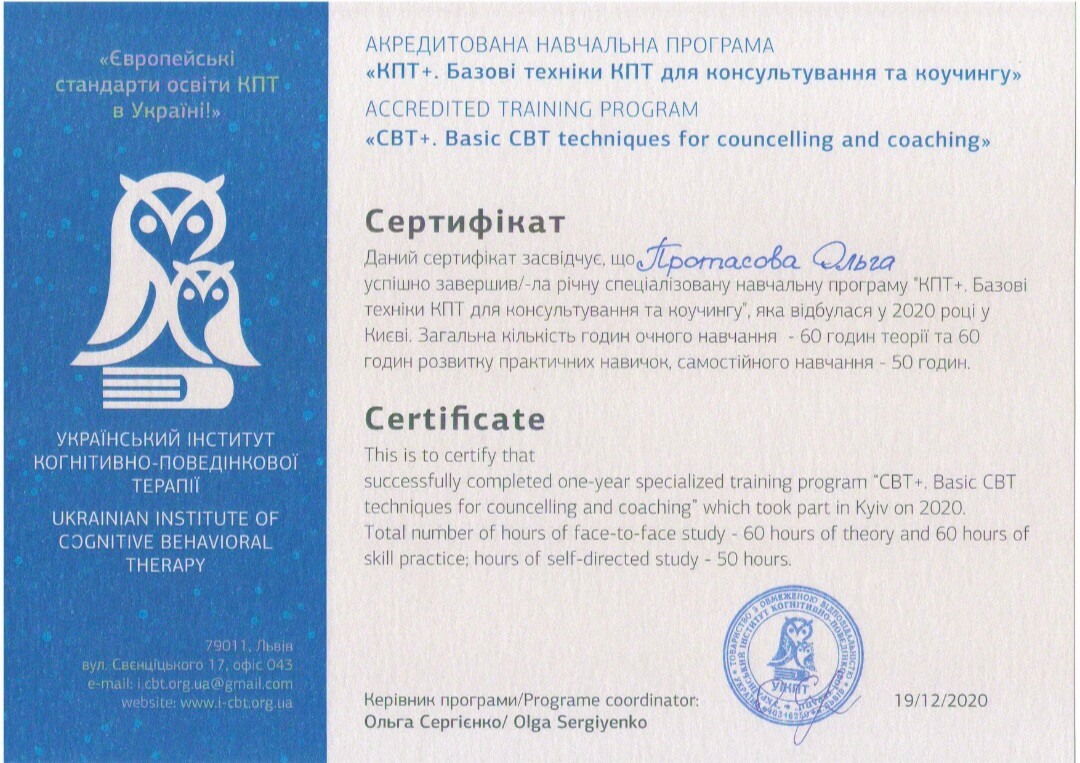 «Європейські
стандарти освіти КПТ
в Україні!»
УКРАЇНСЬКИЙ ІНСТИТУТ
КОГНІТИВНО-ПОВЕДІНКОВОЇ
ТЕРАПІЇ
UKRAINIAN INSTITUTE OF
COGNITIVE BEHAVIORAL
THERAPY
79011, Львів
вул. Свєнціцького 17, офіс 043
e-mail: i.cbt.org.ua@gmail.com
website: www.i-cbt.org.ua
АКРЕДИТОВАНА НАВЧАЛЬНА ПРОГРАМА
«КПТ+. Базові техніки КПТ для консультування та коучингу»
ACCREDITED TRAINING PROGRAM
«CBT+. Basic CBT techniques for councelling and coaching»
Сертифікат
Даний сертифікат засвідчує, що Протасова Ольга
успішно завершив/-ла річну спеціалізовану навчальну програму "КПТ+. Базові
техніки КПТ для консультування та коучингу", яка відбулася у 2020 році у
Києві. Загальна кількість годин очного навчання - 60 годин теорії та 60
годин розвитку практичних навичок, самостійного навчання - 50 годин.
Certificate
This is to certify that
successfully completed one-year specialized training program "CBT+. Basic CBT
techniques for councelling and coaching" which took part in Kyiv on 2020.
Total number of hours of face-to-face study - 60 hours of theory and 60 hours of
skill practice; hours of self-directed study - 50 hours.
ТОВАРИСТВО З ОБМЕЖЕНОЮ ВІДПОВІДАЛЬНІСТЮ
ІНСТИТУТ КОГНІТИВНО-ПОВЕДІНКОВОЇ
УІКПТ
Керівник програми/Programe coordinator:
Ольга Сергієнко/ Olga Sergiyenko
19/12/2020